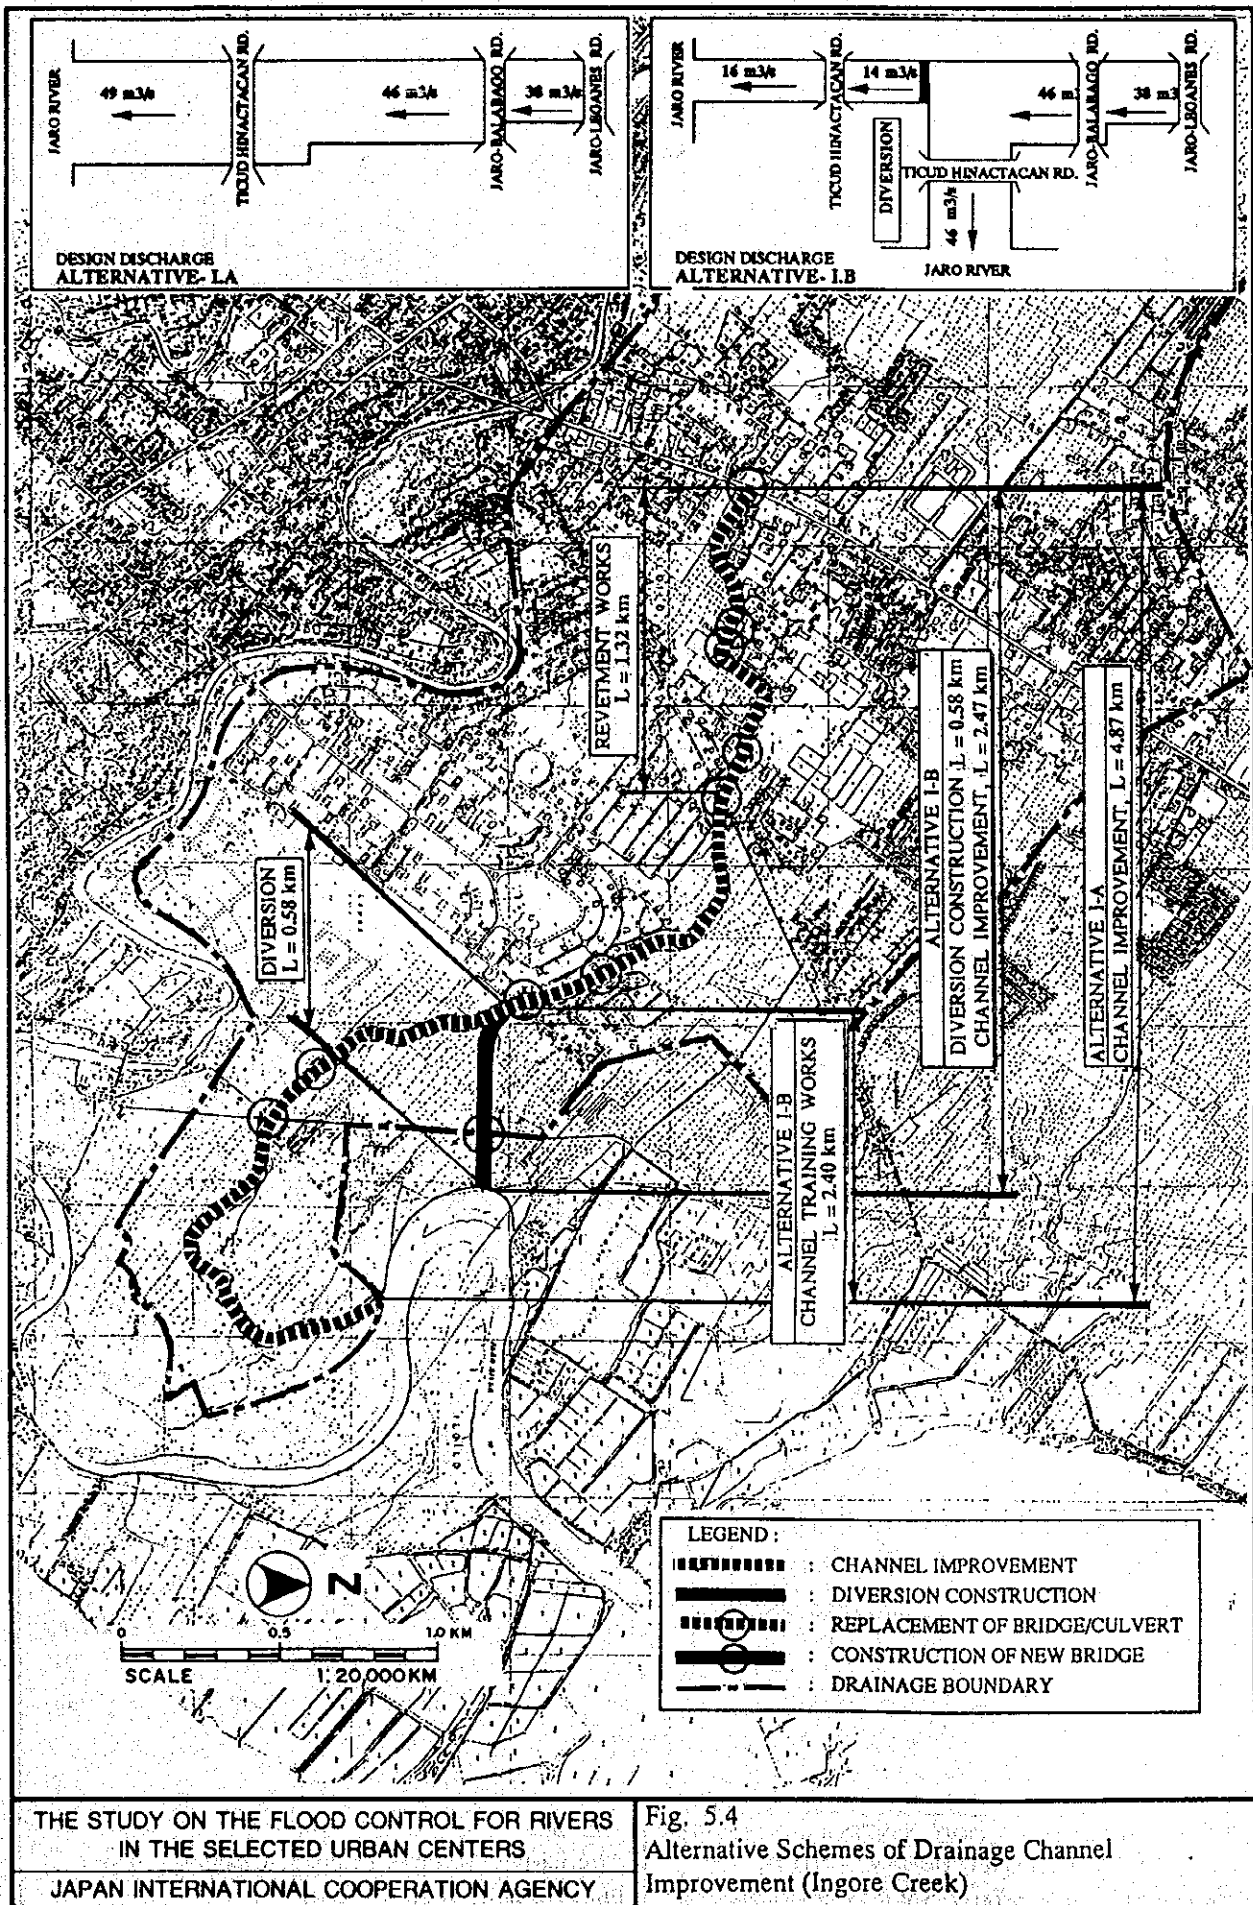 JARO RIVER
49 m3/s
TICUD HINACTACAN RD.
46 m3/s
JARO-BALABAGO RD.
38 m3/s
JARO-LEGANES RD.
DESIGN DISCHARGE
ALTERNATIVE- I.A
JARO RIVER
16 m3/s
TICUD HINACTACAN RD.
14 m3/s
DIVERSION
46 m3
JARO-BALABAGO RD.
38 m3
JARO-LEGANES RD.
TICUD HINACTACAN RD.
46 m3/s
JARO RIVER
DESIGN DISCHARGE
ALTERNATIVE- I.B
REVETMENT WORKS
L = 1.32 km
DIVERSION
L = 0.58 km
ALTERNATIVE I-B
DIVERSION CONSTRUCTION L = 0.58 km
CHANNEL IMPROVEMENT, L = 2.47 km
ALTERNATIVE I-A
CHANNEL IMPROVEMENT, L = 4.87 km
ALTERNATIVE I.B
CHANNEL TRAINING WORKS
L = 2.40 km
N
0 0.5 1.0 KM
SCALE 1:20,000KM
LEGEND :
: CHANNEL IMPROVEMENT
: DIVERSION CONSTRUCTION
: REPLACEMENT OF BRIDGE/CULVERT
: CONSTRUCTION OF NEW BRIDGE
: DRAINAGE BOUNDARY
THE STUDY ON THE FLOOD CONTROL FOR RIVERS
IN THE SELECTED URBAN CENTERS
JAPAN INTERNATIONAL COOPERATION AGENCY
Fig. 5.4
Alternative Schemes of Drainage Channel
Improvement (Ingore Creek)